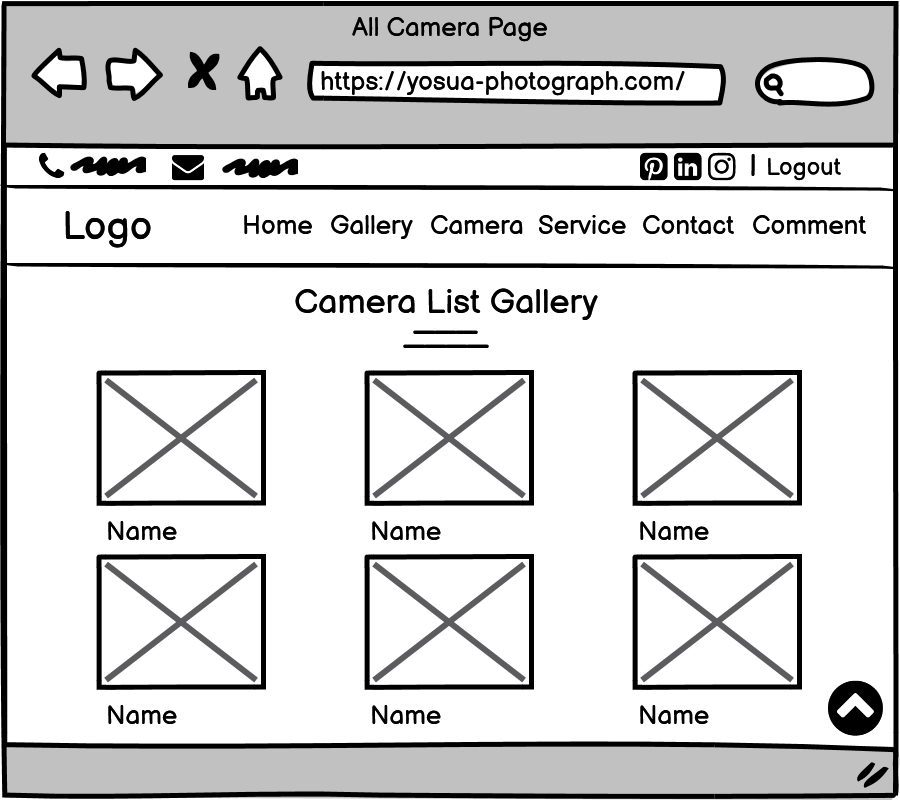 All Camera Page
https://yosua-photograph.com/
| Logout
Logo Home Gallery Camera Service Contact Comment
Camera List Gallery
Name Name Name
Name Name Name